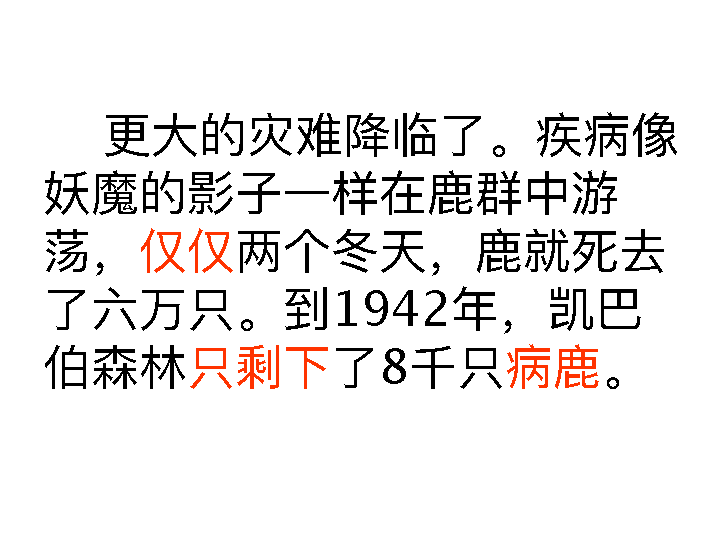 更大的灾难降临了。疾病像
妖魔的影子一样在鹿群中游
荡，仅仅两个冬天，鹿就死去
了六万只。到1942年，凯巴
伯森林只剩下了8千只病鹿。